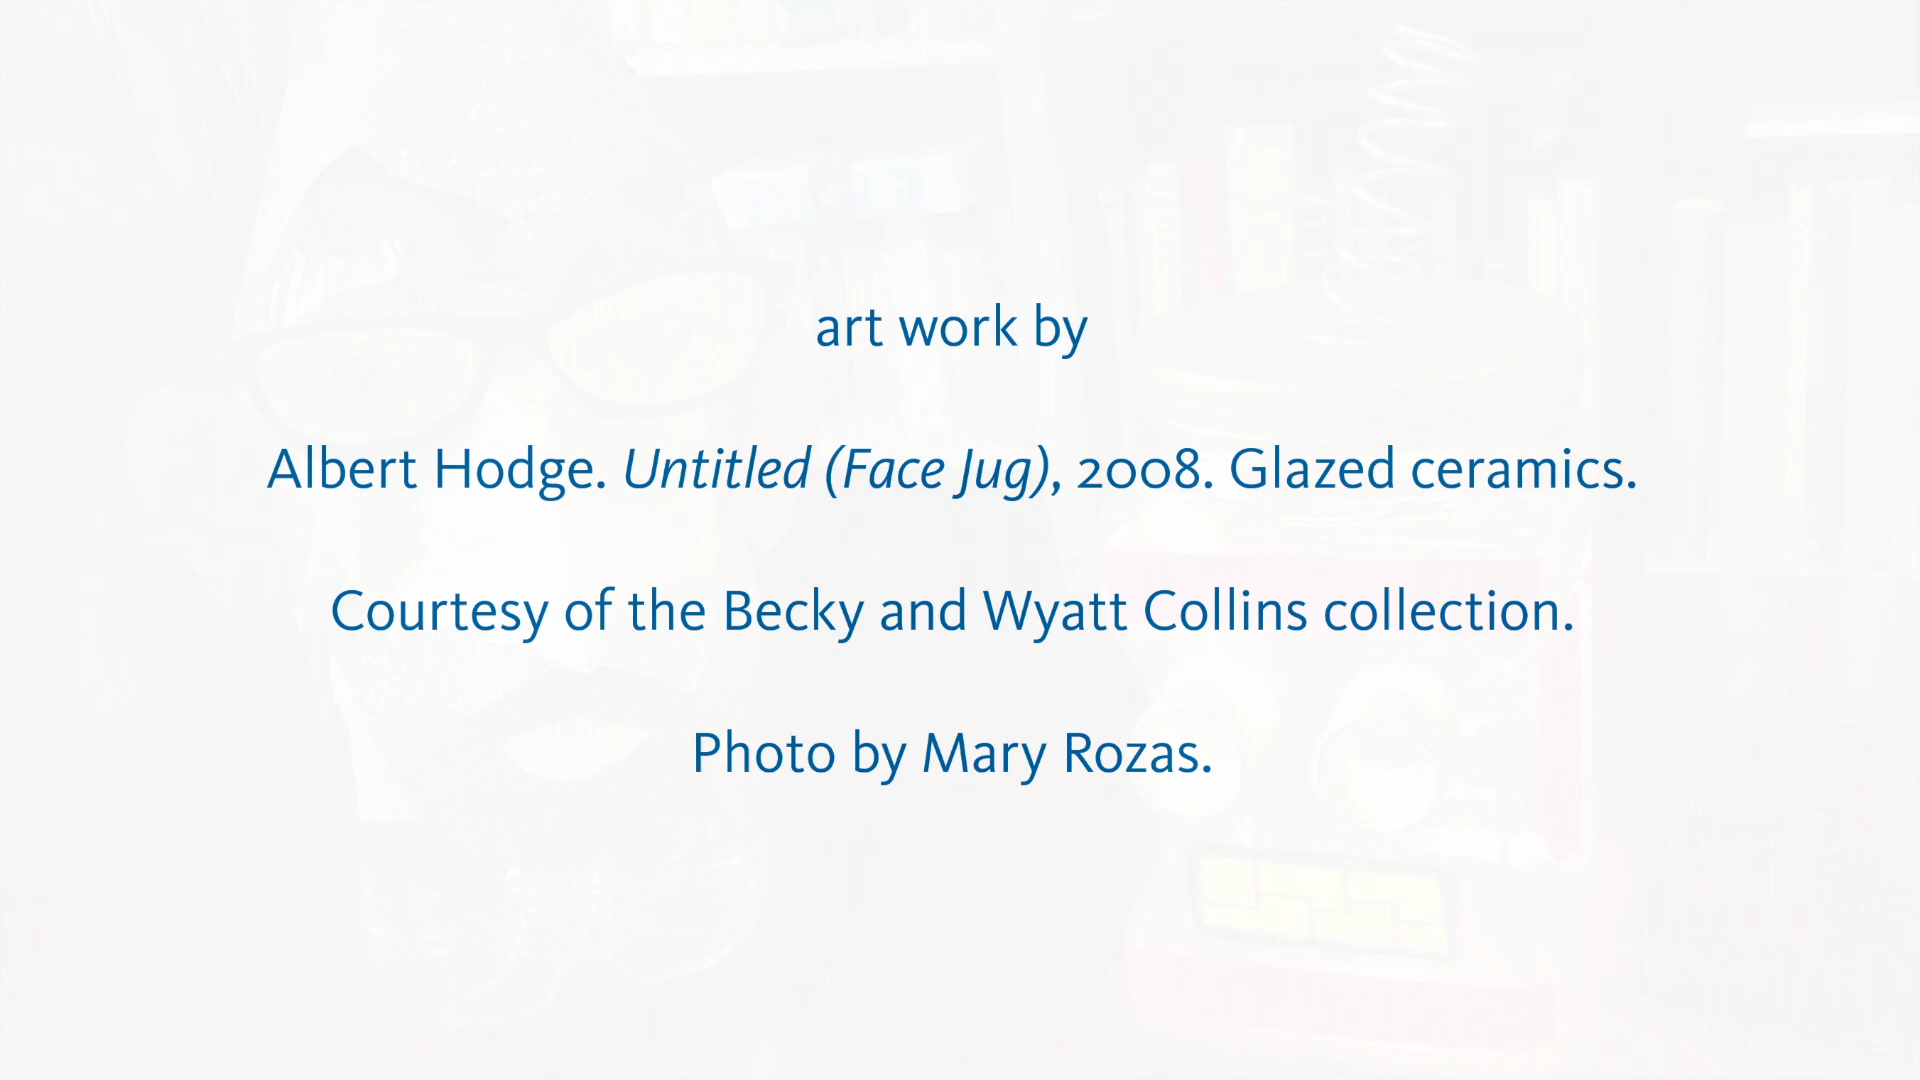 art work by
Albert Hodge. Untitled (Face Jug), 2008. Glazed ceramics.
Courtesy of the Becky and Wyatt Collins collection.
Photo by Mary Rozas.